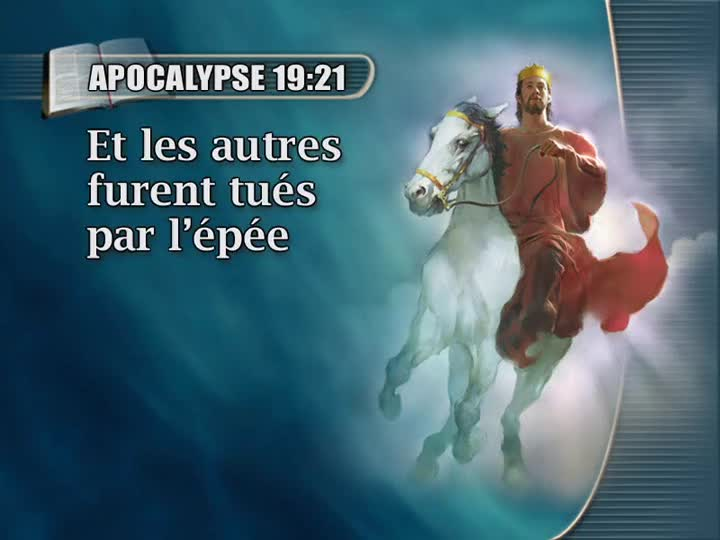 APOCALYPSE 19:21
Et les autres
furent tués
par l’épée